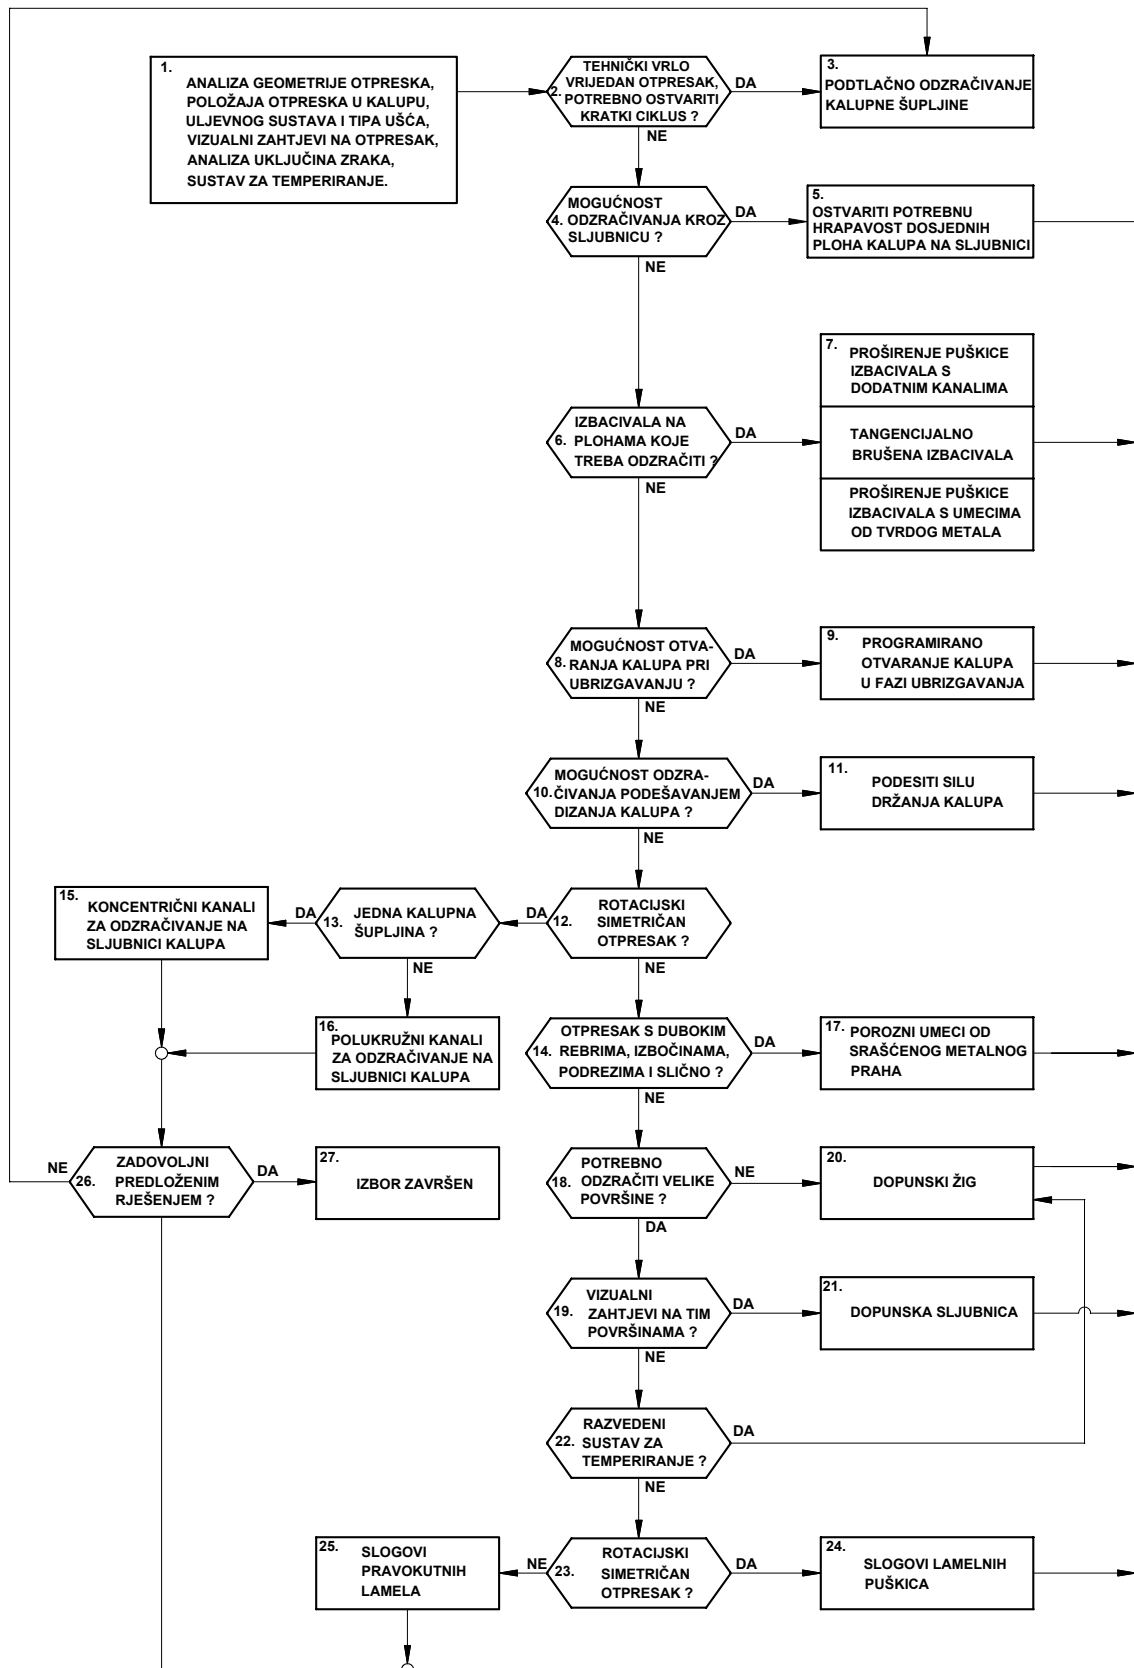 1.
ANALIZA GEOMETRIJE OTPRESKA,
POLOŽAJA OTPRESKA U KALUPU,
ULJEVNOG SUSTAVA I TIPA UŠĆA,
VIZUALNI ZAHTJEVI NA OTPRESAK,
ANALIZA UKLJUČINA ZRAKA,
SUSTAV ZA TEMPERIRANJE.
TEHNIČKI VRLO
VRIJEDAN OTPRESAK,
2. POTREBNO OSTVARITI
KRATKI CIKLUS ?
DA
NE
3.
PODTLAČNO ODZRAČIVANJE
KALUPNE ŠUPLJINE
MOGUĆNOST
4. ODZRAČIVANJA KROZ
SLJUBNICU ?
DA
NE
5.
OSTVARITI POTREBNU
HRAPAVOST DOSJEDNIH
PLOHA KALUPA NA SLJUBNICI
IZBACIVALA NA
6. PLOHAMA KOJE
TREBA ODZRAČITI ?
DA
NE
7.
PROŠIRENJE PUŠKICE
IZBACIVALA S
DODATNIM KANALIMA
TANGENCIJALNO
BRUŠENA IZBACIVALA
PROŠIRENJE PUŠKICE
IZBACIVALA S UMECIMA
OD TVRDOG METALA
MOGUĆNOST OTVA-
8. RANJA KALUPA PRI
UBRIZGAVANJU ?
DA
NE
9.
PROGRAMIRANO
OTVARANJE KALUPA
U FAZI UBRIZGAVANJA
MOGUĆNOST ODZRA-
10. ČIVANJA PODEŠAVANJEM
DIZANJA KALUPA ?
DA
NE
11.
PODESITI SILU
DRŽANJA KALUPA
ROTACIJSKI
12. SIMETRIČAN
OTPRESAK ?
DA
NE
JEDNA KALUPNA
13. ŠUPLJINA ?
DA
NE
15.
KONCENTRIČNI KANALI
ZA ODZRAČIVANJE NA
SLJUBNICI KALUPA
16.
POLUKRUŽNI KANALI
ZA ODZRAČIVANJE NA
SLJUBNICI KALUPA
OTPRESAK S DUBOKIM
14. REBRIMA, IZBOČINAMA,
PODREZIMA I SLIČNO ?
DA
NE
17. POROZNI UMECI OD
SRAŠĆENOG METALNOG
PRAHA
NE
ZADOVOLJNI
26. PREDLOŽENIM
RJEŠENJEM ?
DA
27.
IZBOR ZAVRŠEN
POTREBNO
18. ODZRAČITI VELIKE
POVRŠINE ?
NE
DA
20.
DOPUNSKI ŽIG
VIZUALNI
19. ZAHTJEVI NA TIM
POVRŠINAMA ?
DA
NE
21.
DOPUNSKA SLJUBNICA
RAZVEDENI
22. SUSTAV ZA
TEMPERIRANJE ?
DA
NE
ROTACIJSKI
23. SIMETRIČAN
OTPRESAK ?
NE
DA
25.
SLOGOVI
PRAVOKUTNIH
LAMELA
24.
SLOGOVI LAMELNIH
PUŠKICA